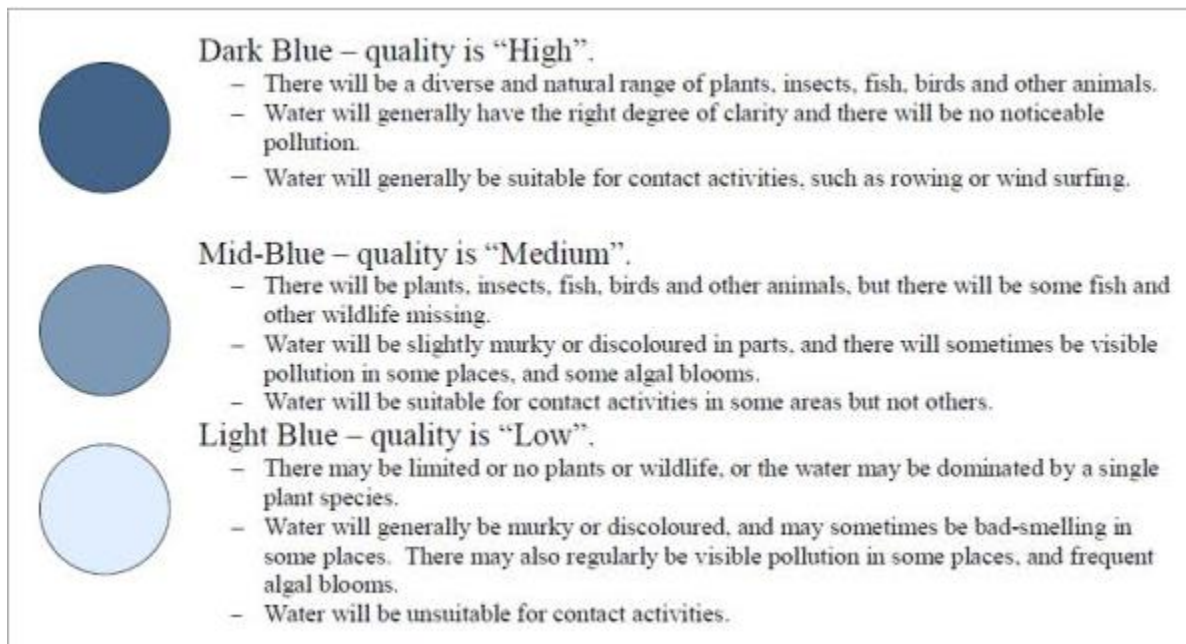 Dark Blue – quality is “High”.
– There will be a diverse and natural range of plants, insects, fish, birds and other animals.
– Water will generally have the right degree of clarity and there will be no noticeable
pollution.
– Water will generally be suitable for contact activities, such as rowing or wind surfing.
Mid-Blue – quality is “Medium”.
– There will be plants, insects, fish, birds and other animals, but there will be some fish and
other wildlife missing.
– Water will be slightly murky or discoloured in parts, and there will sometimes be visible
pollution in some places, and some algal blooms.
– Water will be suitable for contact activities in some areas but not others.
Light Blue – quality is “Low”.
– There may be limited or no plants or wildlife, or the water may be dominated by a single
plant species.
– Water will generally be murky or discoloured, and may sometimes be bad-smelling in
some places.  There may also regularly be visible pollution in some places, and frequent
algal blooms.
– Water will be unsuitable for contact activities.